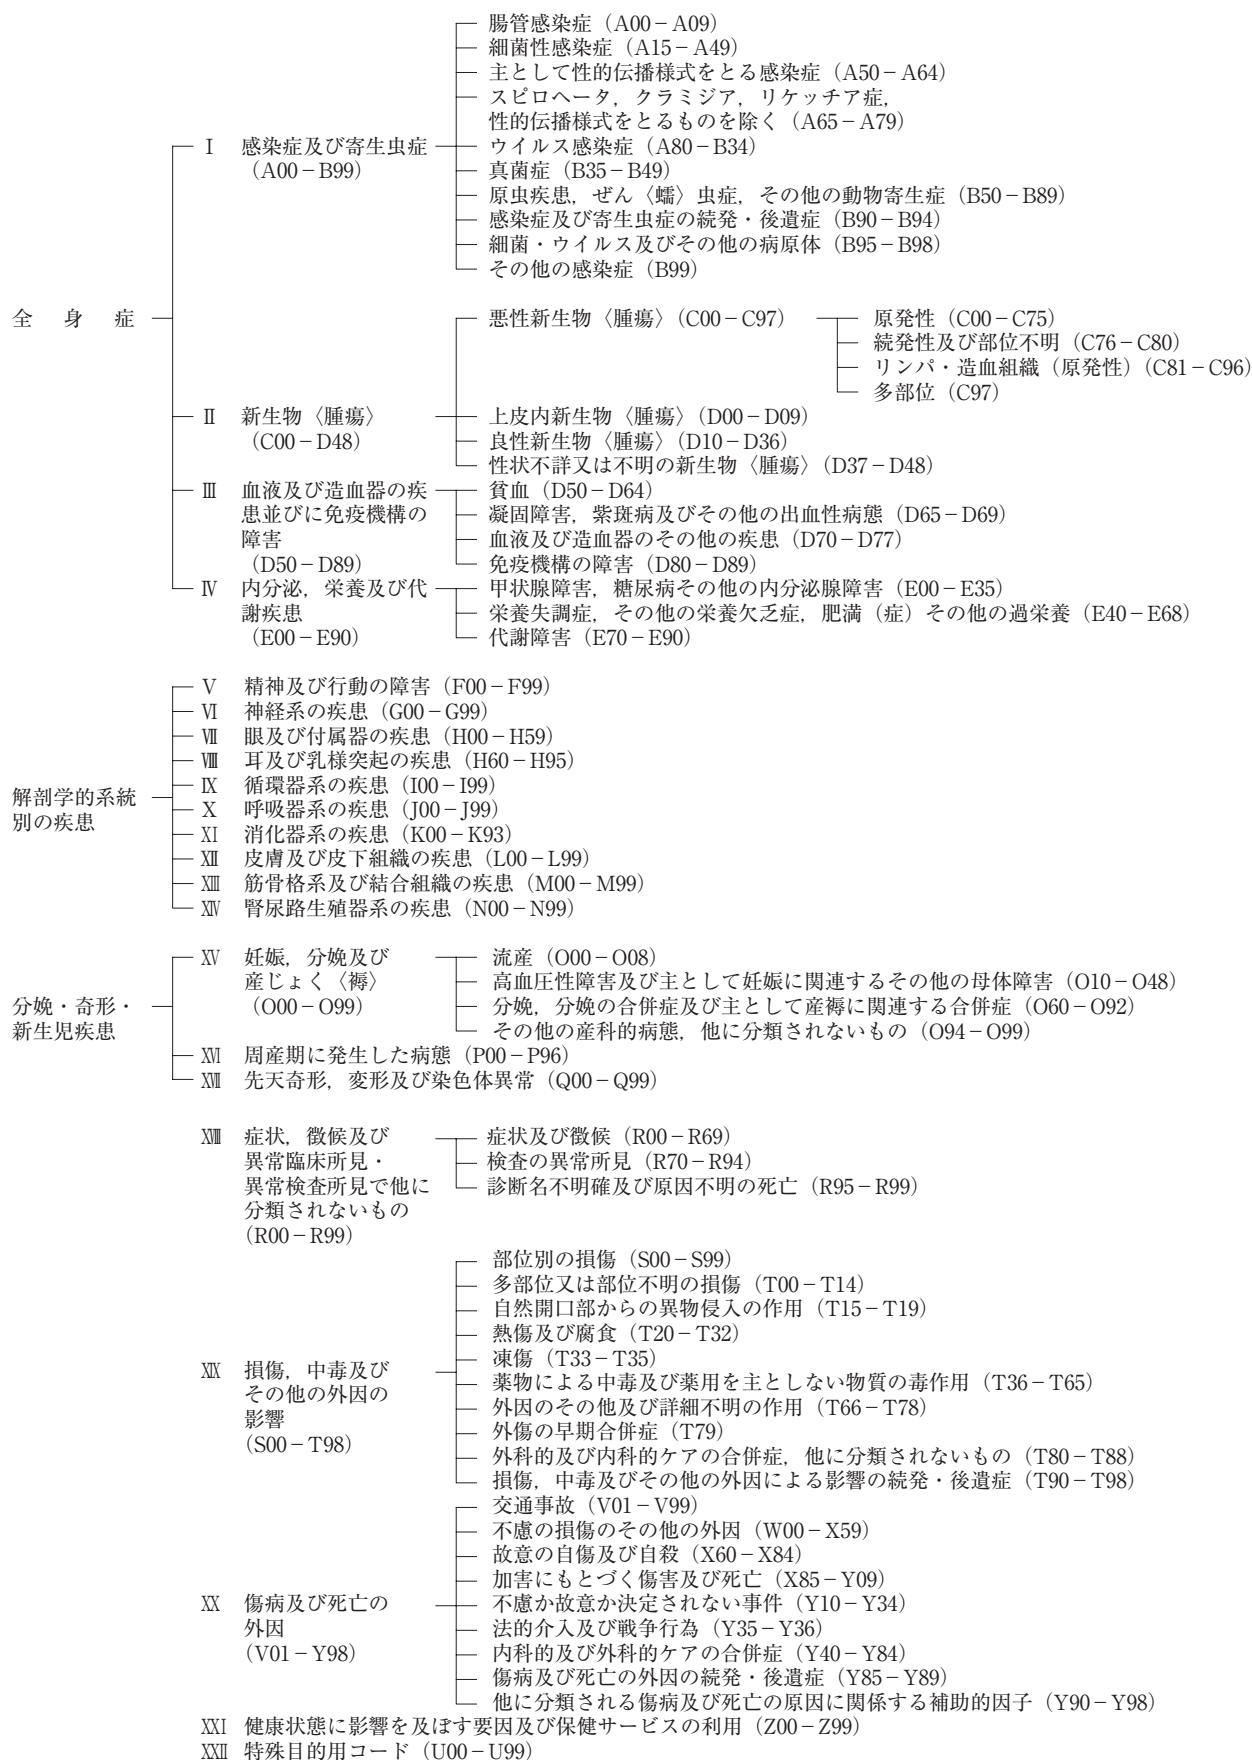 腸管感染症（A00－A09）
細菌性感染症（A15－A49）
主として性的伝播様式をとる感染症（A50－A64）
スピロヘータ，クラミジア，リケッチア症，
性的伝播様式をとるものを除く（A65－A79）
Ⅰ 感染症及び寄生虫症 ウイルス感染症（A80－B34）
（A00－B99） 真菌症（B35－B49）
原虫疾患，ぜん〈蠕〉虫症，その他の動物寄生症（B50－B89）
感染症及び寄生虫症の続発・後遺症（B90－B94）
細菌・ウイルス及びその他の病原体（B95－B98）
その他の感染症（B99）
全身症 悪性新生物〈腫瘍〉（C00－C97） 原発性（C00－C75）
続発性及び部位不明（C76－C80）
リンパ・造血組織（原発性）（C81－C96）
多部位（C97）
Ⅱ 新生物〈腫瘍〉 上皮内新生物〈腫瘍〉（D00－D09）
（C00－D48） 良性新生物〈腫瘍〉（D10－D36）
性状不詳又は不明の新生物〈腫瘍〉（D37－D48）
Ⅲ 血液及び造血器の疾 貧血（D50－D64）
患並びに免疫機構の 凝固障害，紫斑病及びその他の出血性病態（D65－D69）
障害 血液及び造血器のその他の疾患（D70－D77）
（D50－D89） 免疫機構の障害（D80－D89）
Ⅳ 内分泌，栄養及び代 甲状腺障害，糖尿病その他の内分泌腺障害（E00－E35）
謝疾患 栄養失調症，その他の栄養欠乏症，肥満（症）その他の過栄養（E40－E68）
（E00－E90） 代謝障害（E70－E90）
Ⅴ 精神及び行動の障害（F00－F99）
Ⅵ 神経系の疾患（G00－G99）
Ⅶ 眼及び付属器の疾患（H00－H59）
Ⅷ 耳及び乳様突起の疾患（H60－H95）
解剖学的系統 Ⅸ 循環器系の疾患（I00－I99）
別の疾患 Ⅹ 呼吸器系の疾患（J00－J99）
Ⅺ 消化器系の疾患（K00－K93）
Ⅻ 皮膚及び皮下組織の疾患（L00－L99）
XIII 筋骨格系及び結合組織の疾患（M00－M99）
XIV 腎尿路生殖器系の疾患（N00－N99）
XV 妊娠，分娩及び 流産（O00－O08）
産じょく〈褥〉 高血圧性障害及び主として妊娠に関連するその他の母体障害（O10－O48）
分娩・奇形・ （O00－O99） 分娩，分娩の合併症及び主として産褥に関連する合併症（O60－O92）
新生児疾患 その他の産科的病態，他に分類されないもの（O94－O99）
XVI 周産期に発生した病態（P00－P96）
XVII 先天奇形，変形及び染色体異常（Q00－Q99）
XVIII 症状，徴候及び 症状及び徴候（R00－R69）
異常臨床所見・ 検査の異常所見（R70－R94）
異常検査所見で他に 診断名不明確及び原因不明の死亡（R95－R99）
分類されないもの
（R00－R99）
部位別の損傷（S00－S99）
多部位又は部位不明の損傷（T00－T14）
自然開口部からの異物侵入の作用（T15－T19）
熱傷及び腐食（T20－T32）
凍傷（T33－T35）
XIX 損傷，中毒及び 薬物による中毒及び薬用を主としない物質の毒作用（T36－T65）
その他の外因の 外因のその他及び詳細不明の作用（T66－T78）
影響 外傷の早期合併症（T79）
（S00－T98） 外科的及び内科的ケアの合併症，他に分類されないもの（T80－T88）
損傷，中毒及びその他の外因による影響の続発・後遺症（T90－T98）
交通事故（V01－V99）
不慮の損傷のその他の外因（W00－X59）
故意の自傷及び自殺（X60－X84）
加害にもとづく傷害及び死亡（X85－Y09）
XX 傷病及び死亡の 不慮か故意か決定されない事件（Y10－Y34）
外因 法的介入及び戦争行為（Y35－Y36）
（V01－Y98） 内科的及び外科的ケアの合併症（Y40－Y84）
傷病及び死亡の外因の続発・後遺症（Y85－Y89）
他に分類される傷病及び死亡の原因に関係する補助的因子（Y90－Y98）
XXI 健康状態に影響を及ぼす要因及び保健サービスの利用（Z00－Z99）
XXII 特殊目的用コード（U00－U99）